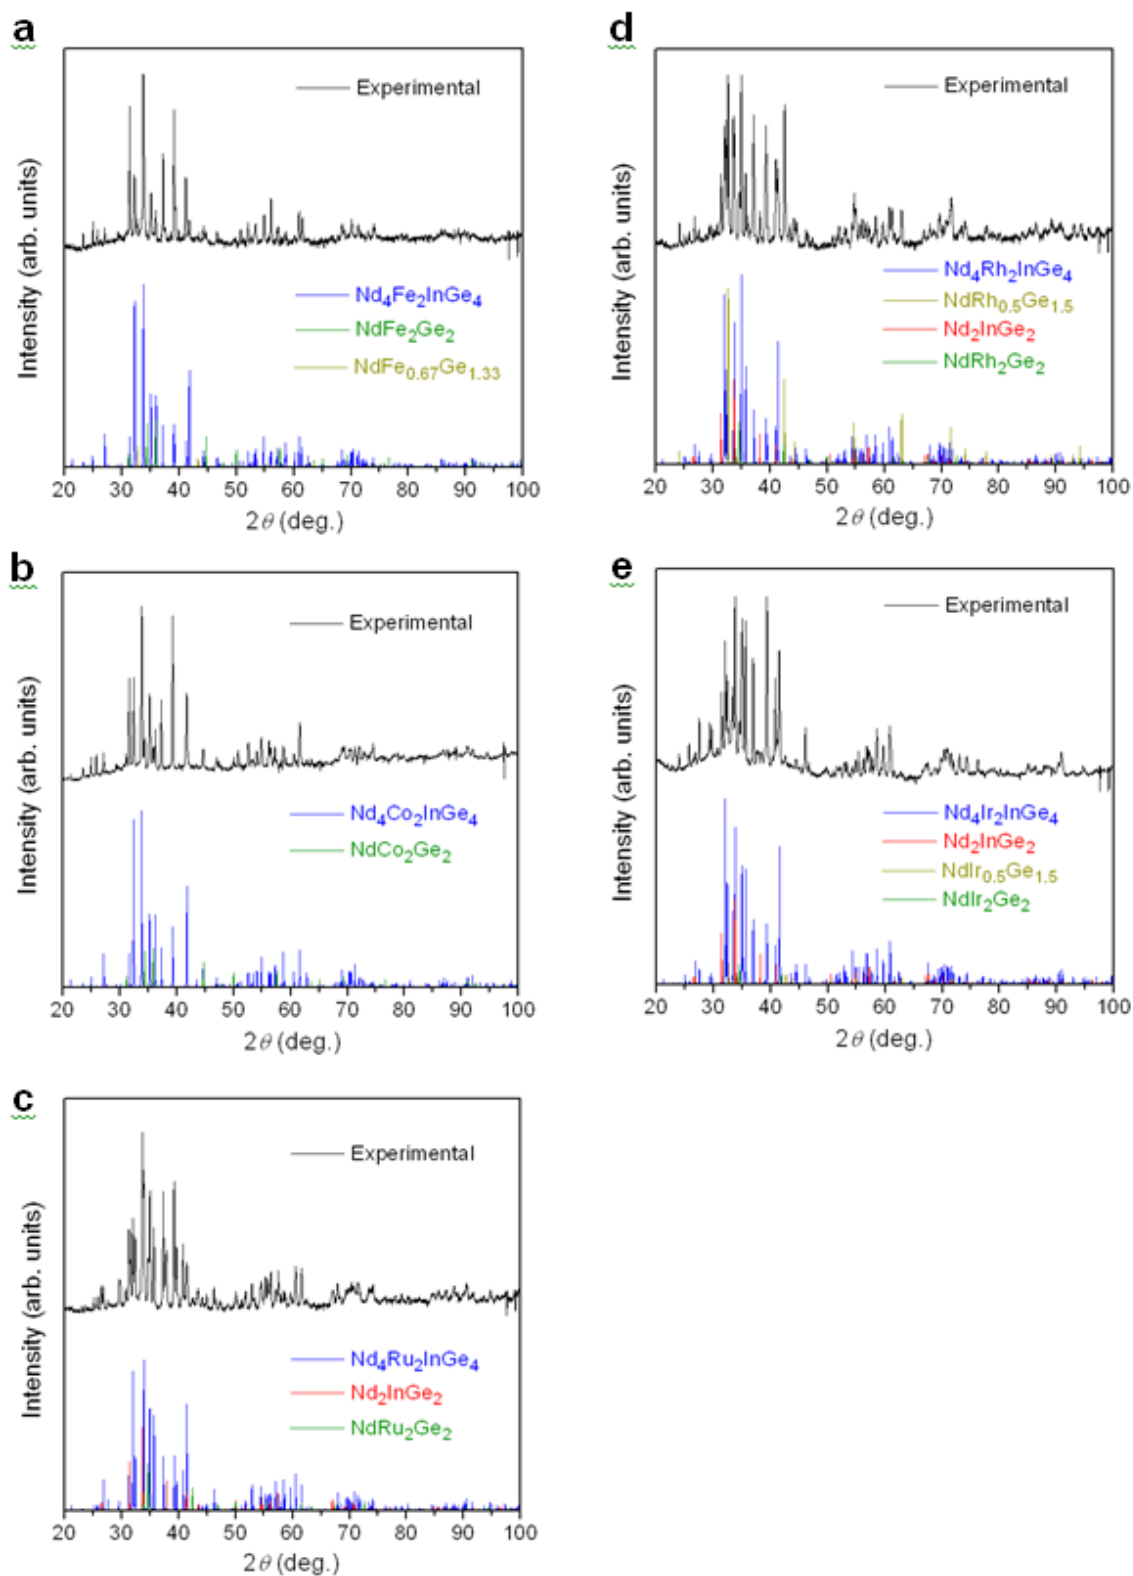 a
Experimental
Nd4Fe2InGe4
NdFe2Ge2
NdFe0.67Ge1.33
Intensity (arb. units)
20 30 40 50 60 70 80 90 100
2θ (deg.)
b
Experimental
Nd4Co2InGe4
NdCo2Ge2
Intensity (arb. units)
20 30 40 50 60 70 80 90 100
2θ (deg.)
c
Experimental
Nd4Ru2InGe4
Nd2InGe2
NdRu2Ge2
Intensity (arb. units)
20 30 40 50 60 70 80 90 100
2θ (deg.)
d
Experimental
Nd4Rh2InGe4
NdRh0.5Ge1.5
Nd2InGe2
NdRh2Ge2
Intensity (arb. units)
20 30 40 50 60 70 80 90 100
2θ (deg.)
e
Experimental
Nd4Ir2InGe4
Nd2InGe2
NdIr0.5Ge1.5
NdIr2Ge2
Intensity (arb. units)
20 30 40 50 60 70 80 90 100
2θ (deg.)